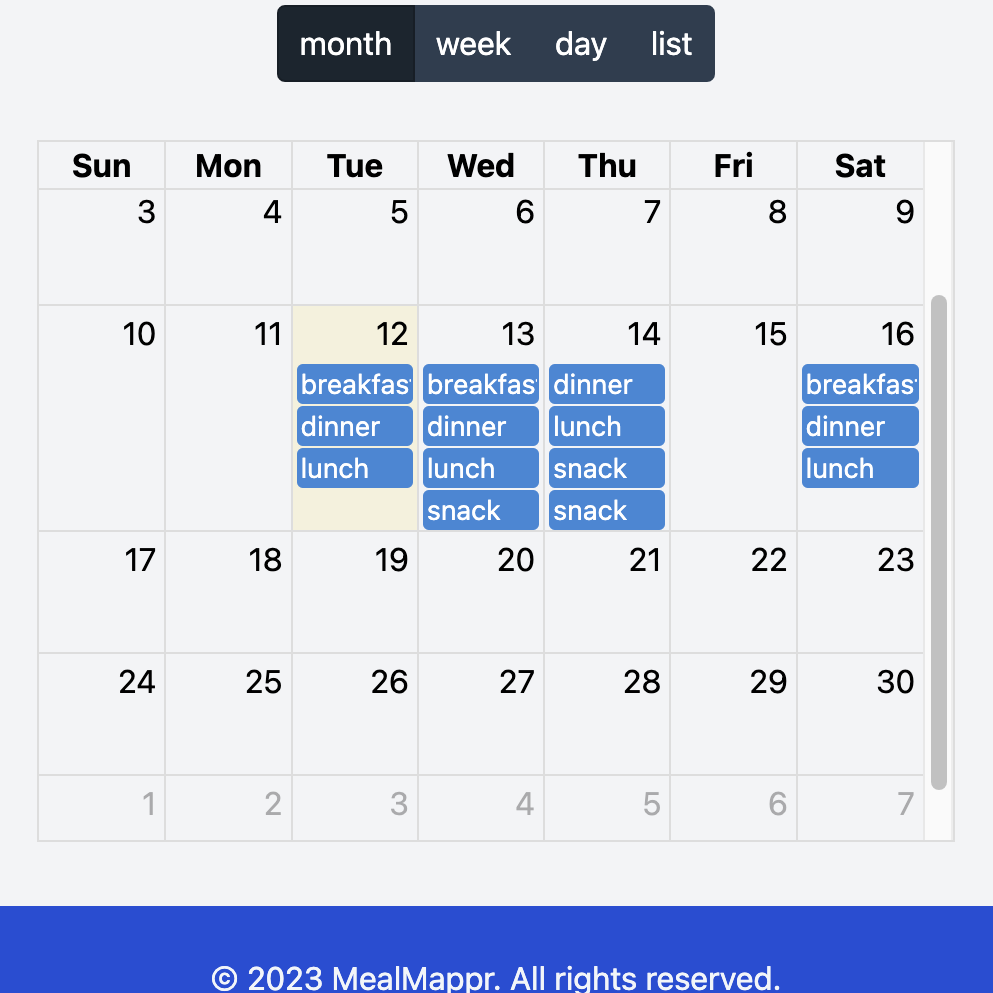 month week day list
Sun Mon Tue Wed Thu Fri Sat
3 4 5 6 7 8 9
10 11 12 13 14 15 16
breakfas breakfas dinner breakfas
dinner dinner lunch dinner
lunch lunch snack lunch
snack snack
17 18 19 20 21 22 23
24 25 26 27 28 29 30
1 2 3 4 5 6 7
© 2023 MealMappr. All rights reserved.